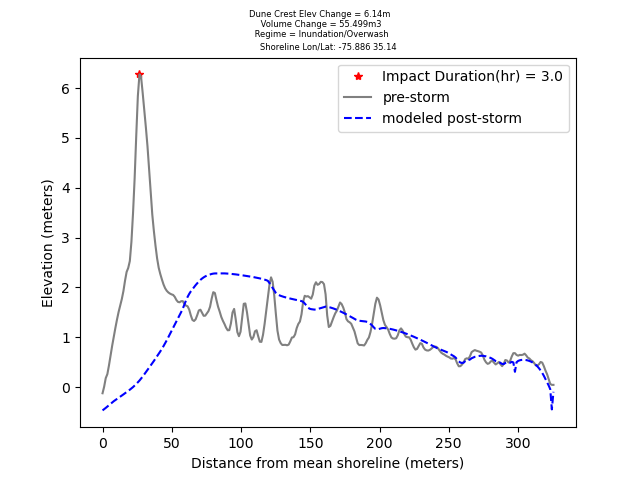 Dune Crest Elev Change = 6.14m
Volume Change = 55.499m3
Regime = Inundation/Overwash
Shoreline Lon/Lat: -75.886 35.14
Impact Duration(hr) = 3.0
pre-storm
modeled post-storm
Elevation (meters)
6
5
4
3
2
1
0
0 50 100 150 200 250 300
Distance from mean shoreline (meters)